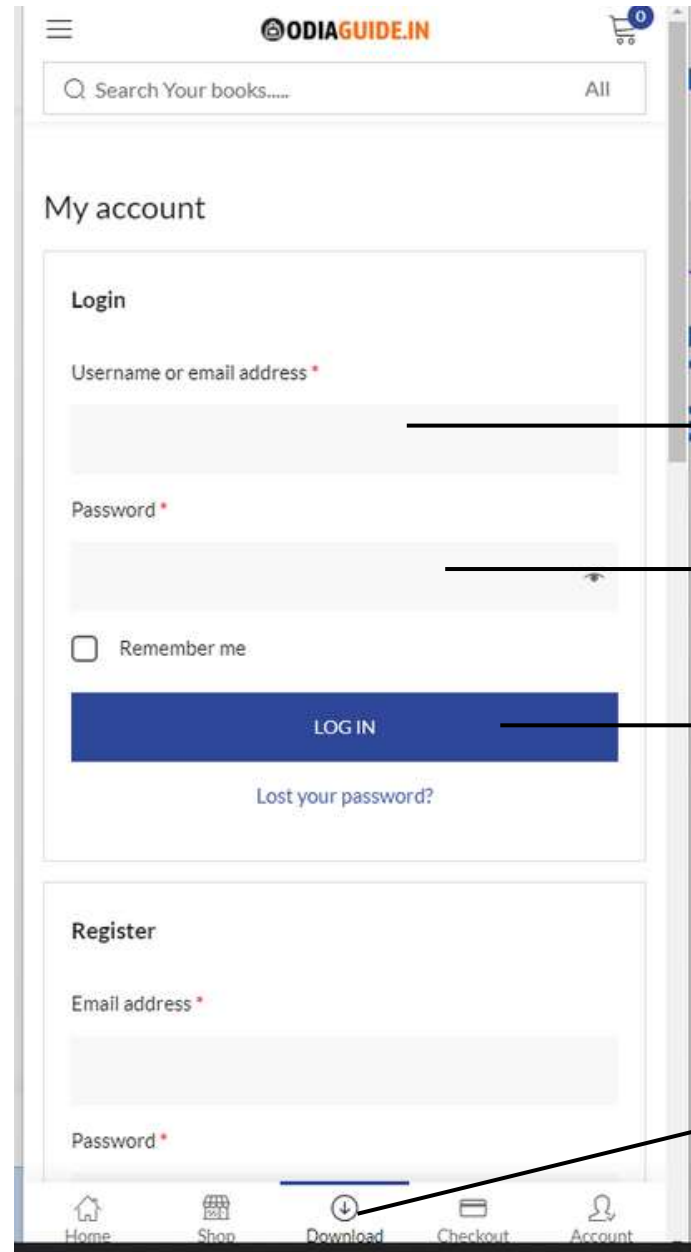 ODIAGUIDE.IN 0
Search Your books..... All
My account
Login
Username or email address *
Password *
Remember me
LOG IN
Lost your password?
Register
Email address *
Password *
Home Shop Download Checkout Account